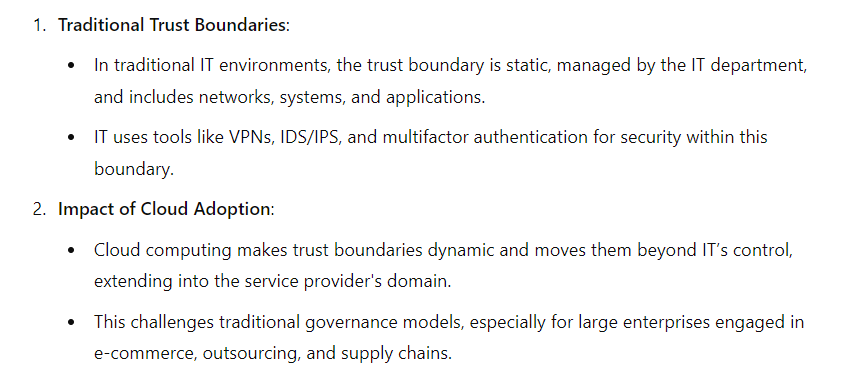 1. Traditional Trust Boundaries:
• In traditional IT environments, the trust boundary is static, managed by the IT department,
and includes networks, systems, and applications.
• IT uses tools like VPNs, IDS/IPS, and multifactor authentication for security within this
boundary.
2. Impact of Cloud Adoption:
• Cloud computing makes trust boundaries dynamic and moves them beyond IT's control,
extending into the service provider's domain.
• This challenges traditional governance models, especially for large enterprises engaged in
e-commerce, outsourcing, and supply chains.